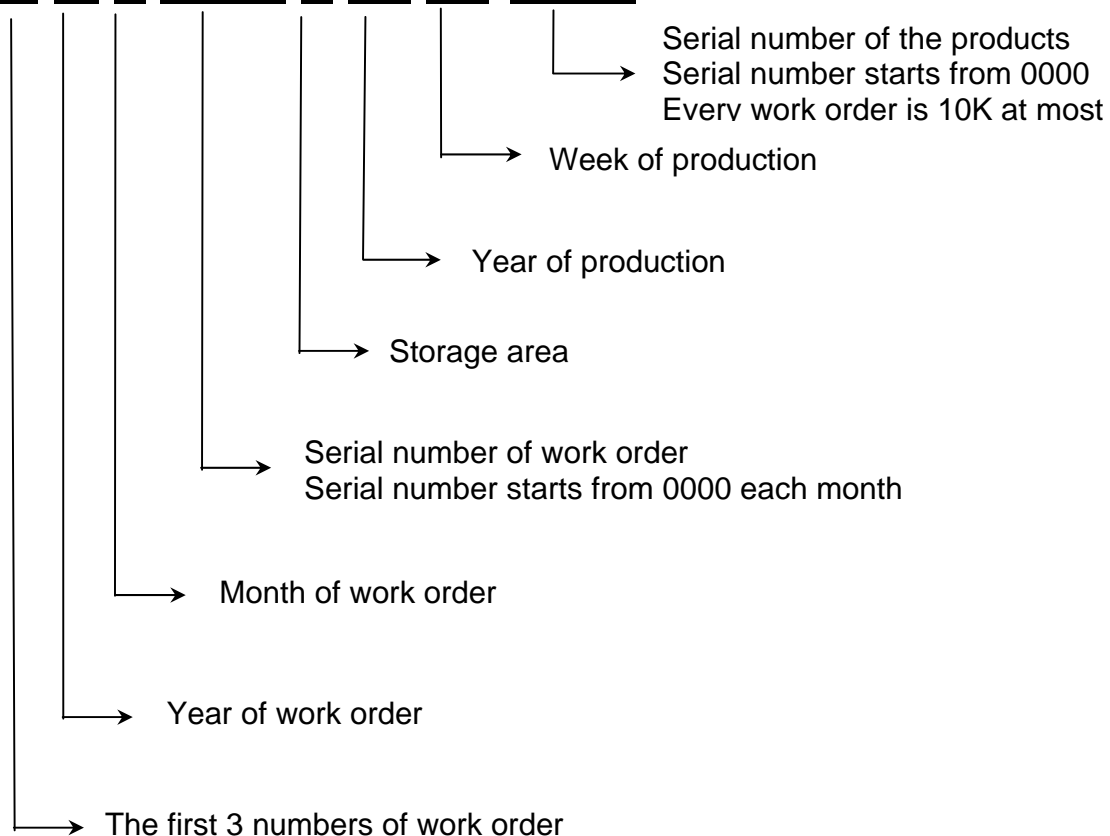 Serial number of the products
Serial number starts from 0000
Every work order is 10K at most
Week of production
Year of production
Storage area
Serial number of work order
Serial number starts from 0000 each month
Month of work order
Year of work order
The first 3 numbers of work order